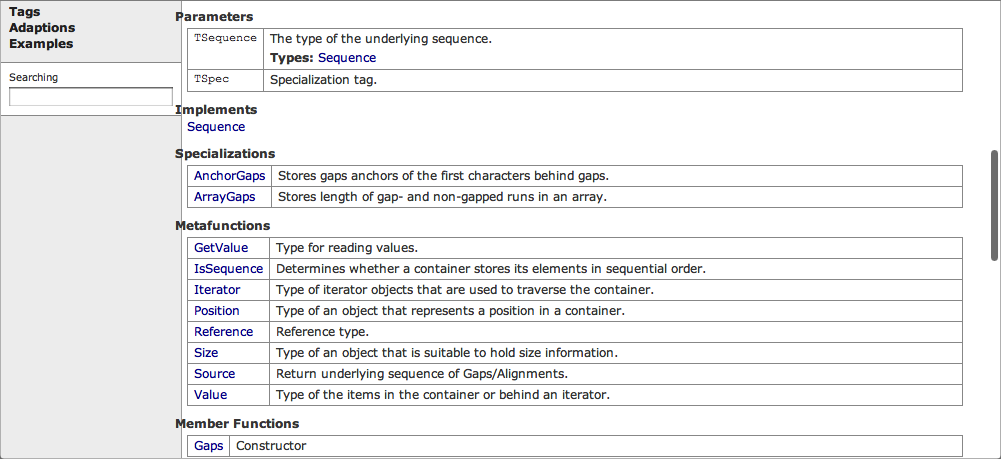 Tags
Adaptions
Examples
Searching
Parameters
TSequence The type of the underlying sequence.
Types: Sequence
TSpec Specialization tag.
Implements
Sequence
Specializations
AnchorGaps Stores gaps anchors of the first characters behind gaps.
ArrayGaps Stores length of gap- and non-gapped runs in an array.
Metafunctions
GetValue Type for reading values.
IsSequence Determines whether a container stores its elements in sequential order.
Iterator Type of iterator objects that are used to traverse the container.
Position Type of an object that represents a position in a container.
Reference Reference type.
Size Type of an object that is suitable to hold size information.
Source Return underlying sequence of Gaps/Alignments.
Value Type of the items in the container or behind an iterator.
Member Functions
Gaps Constructor